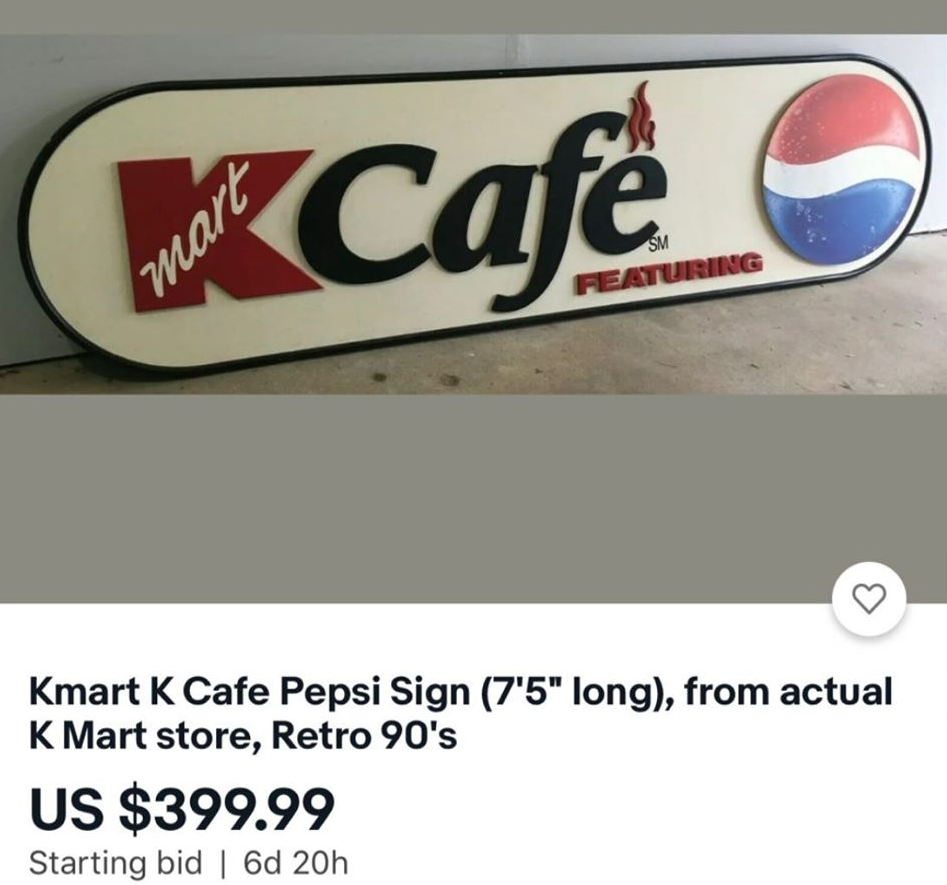 K
mart
Café
SM
FEATURING
Kmart K Cafe Pepsi Sign (7'5" long), from actual
K Mart store, Retro 90's
US $399.99
Starting bid | 6d 20h